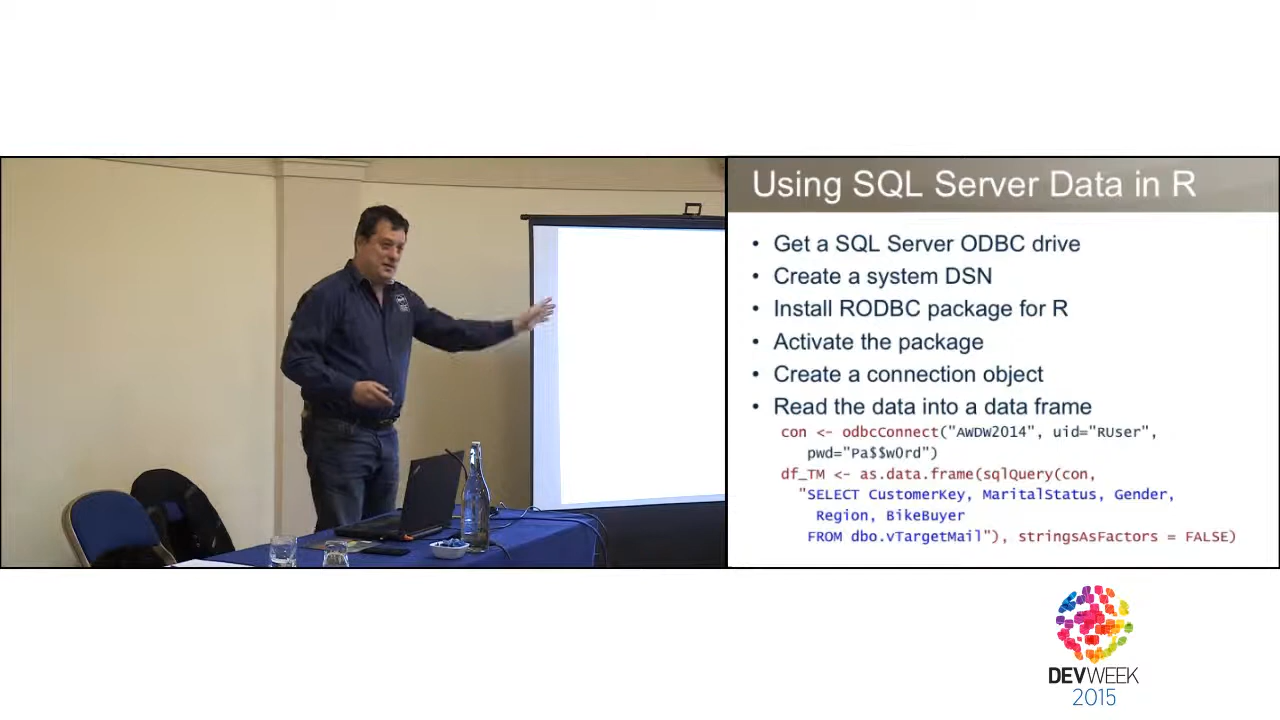 Using SQL Server Data in R
• Get a SQL Server ODBC drive
• Create a system DSN
• Install RODBC package for R
• Activate the package
• Create a connection object
• Read the data into a data frame
con <- odbcConnect("AWDW2014", uid="RUser",
pwd="Pa$$w0rd")
df_TM <- as.data.frame(sqlQuery(con,
"SELECT CustomerKey, MaritalStatus, Gender,
Region, BikeBuyer
FROM dbo.vTargetMail"), stringsAsFactors = FALSE)
DEVWEEK
2015